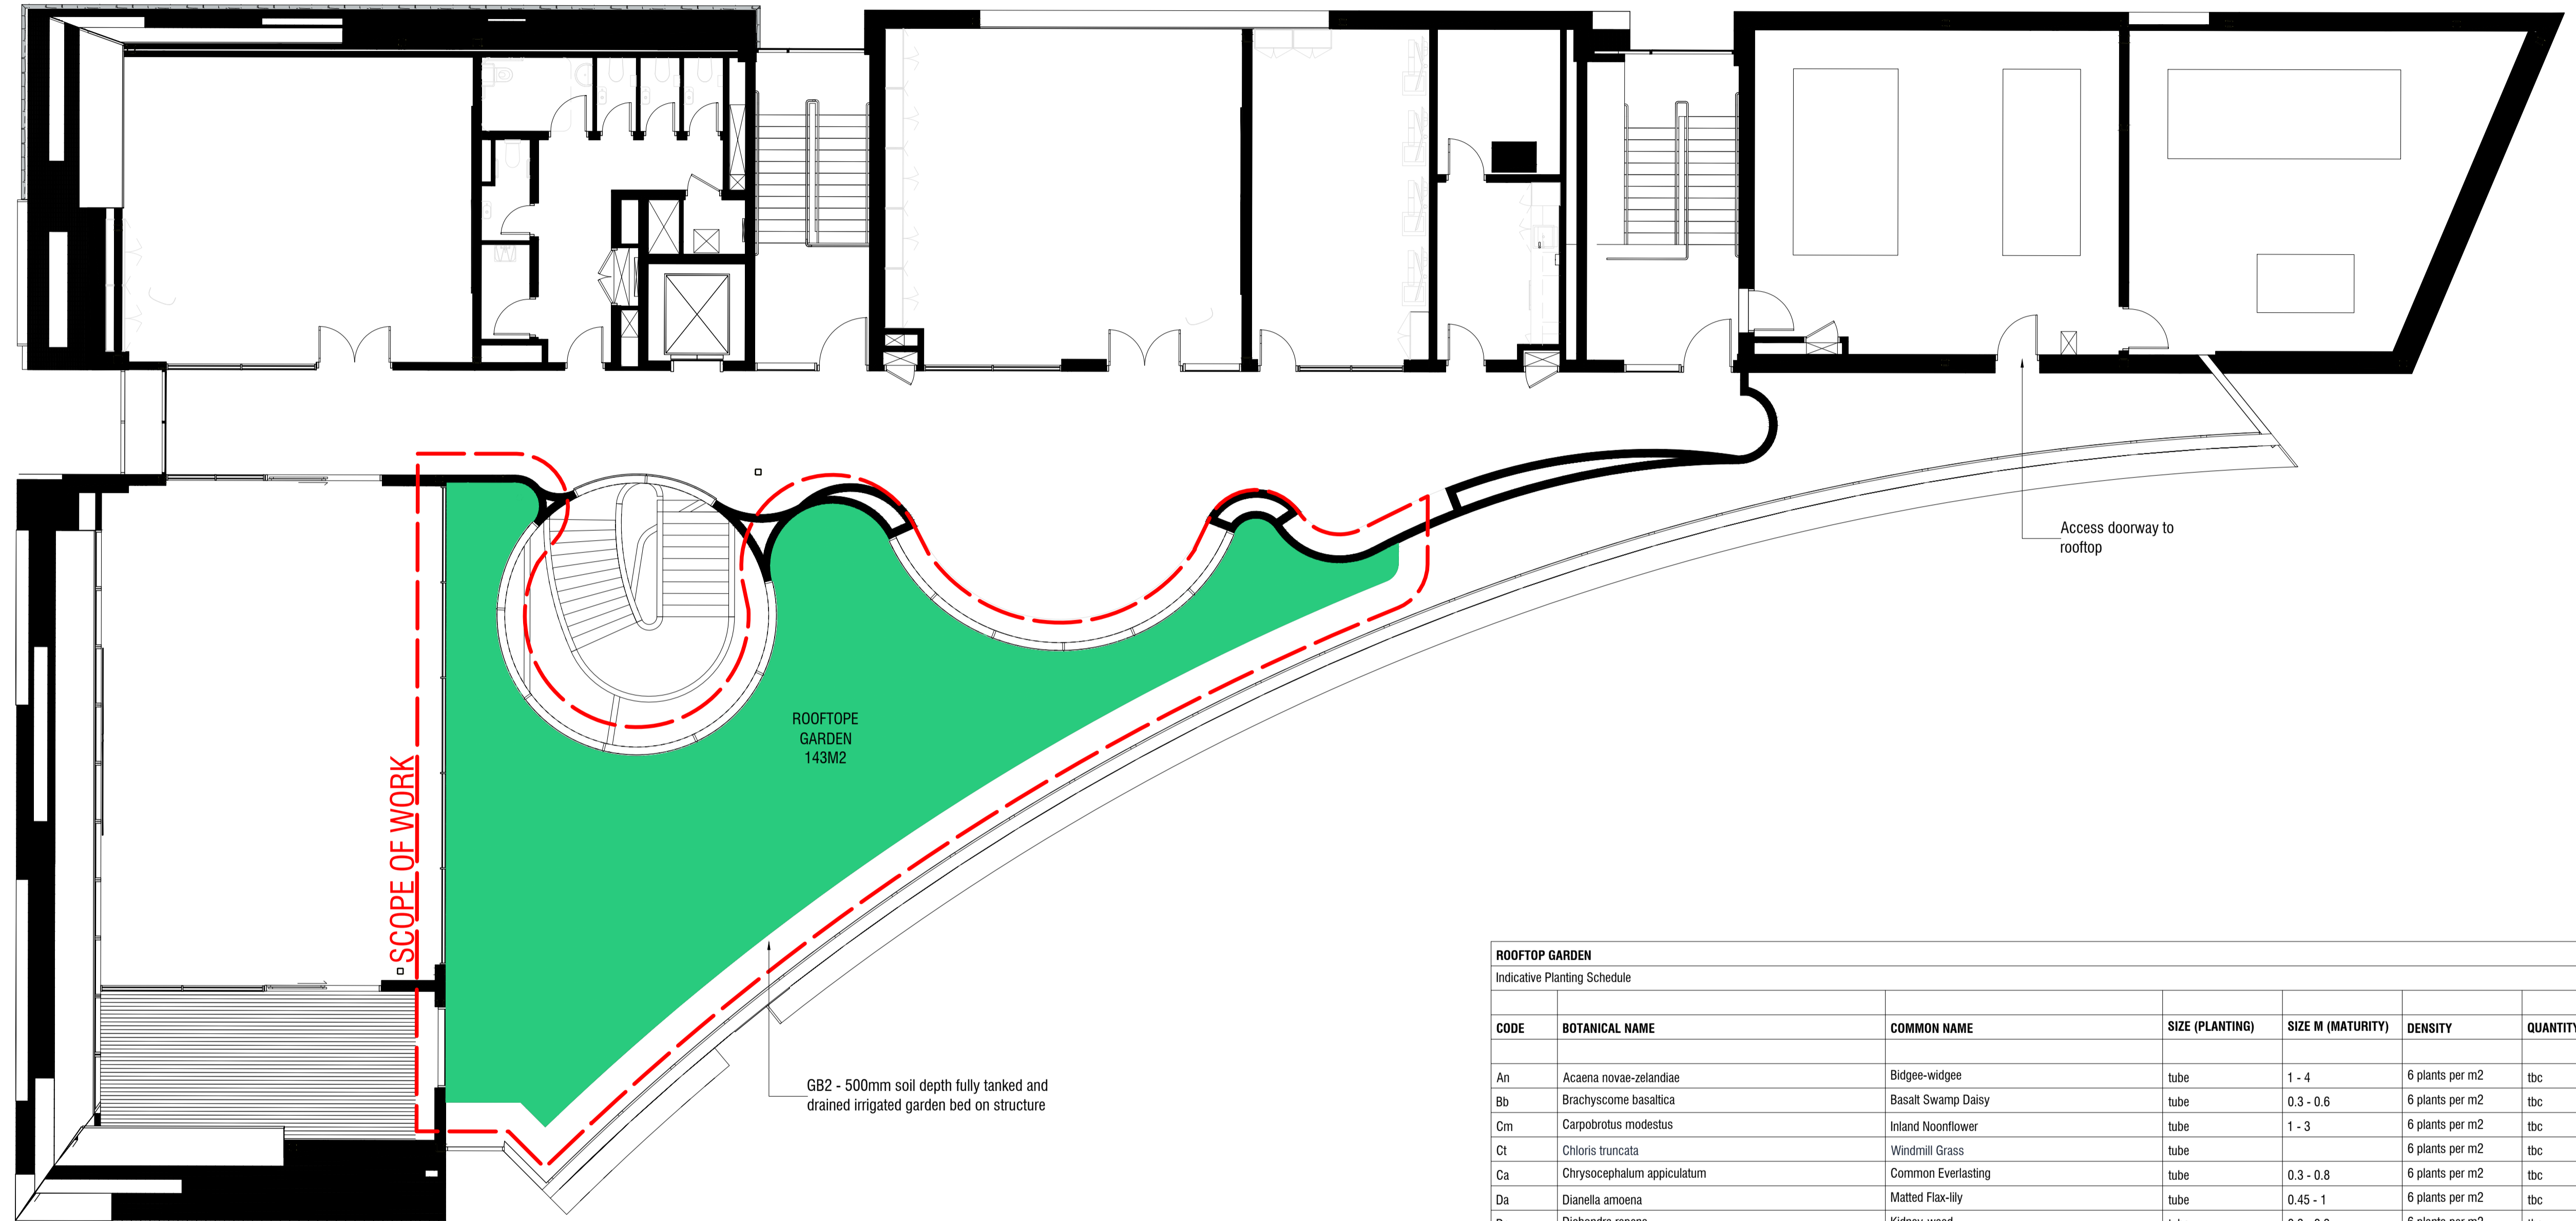 SCOPE OF WORK
ROOFTOPE
GARDEN
143M2
Access doorway to
rooftop
GB2 - 500mm soil depth fully tanked and
drained irrigated garden bed on structure
ROOFTOP GARDEN
Indicative Planting Schedule
CODE BOTANICAL NAME COMMON NAME SIZE (PLANTING) SIZE M (MATURITY) DENSITY QUANTITY
An Acaena novae-zelandiae Bidgee-widgee tube 1 - 4 6 plants per m2 tbc
Bb Brachyscome basaltica Basalt Swamp Daisy tube 0.3 - 0.6 6 plants per m2 tbc
Cm Carpobrotus modestus Inland Noonflower tube 1 - 3 6 plants per m2 tbc
Ct Chloris truncata Windmill Grass tube 6 plants per m2 tbc
Ca Chrysocephalum appiculatum Common Everlasting tube 0.3 - 0.8 6 plants per m2 tbc
Da Dianella amoena Matted Flax-lily tube 0.45 - 1 6 plants per m2 tbc